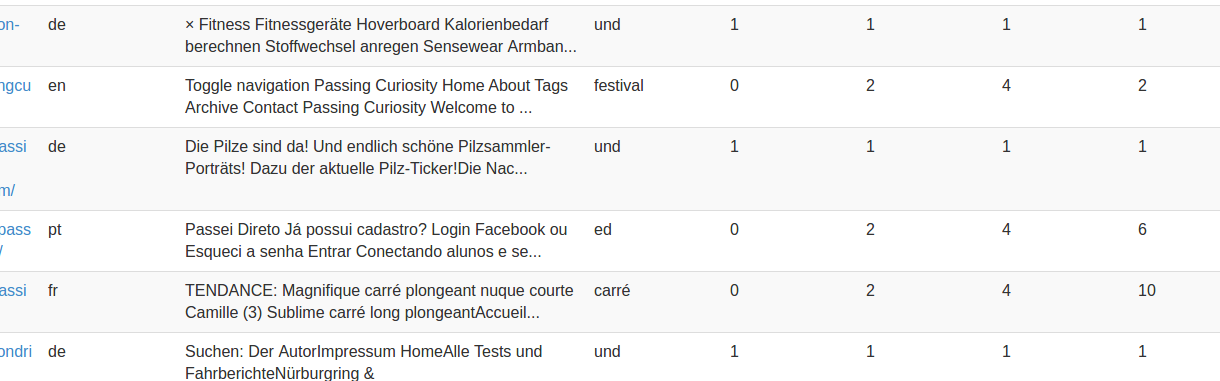 on- de × Fitness Fitnessgeräte Hoverboard Kalorienbedarf und 1 1 1 1
berechnen Stoffwechsel anregen Sensewear Armban...
ngcu en Toggle navigation Passing Curiosity Home About Tags festival 0 2 4 2
Archive Contact Passing Curiosity Welcome to ...
assi de Die Pilze sind da! Und endlich schöne Pilzsammler- und 1 1 1 1
Porträts! Dazu der aktuelle Pilz-Ticker!Die Nac...
m/
pass pt Passei Direto Já possui cadastro? Login Facebook ou ed 0 2 4 6
/ Esqueci a senha Entrar Conectando alunos e se...
assi fr TENDANCE: Magnifique carré plongeant nuque courte carré 0 2 4 10
Camille (3) Sublime carré long plongeantAccueil...
ondri de Suchen: Der AutorImpressum HomeAlle Tests und und 1 1 1 1
FahrberichteNürburgring &